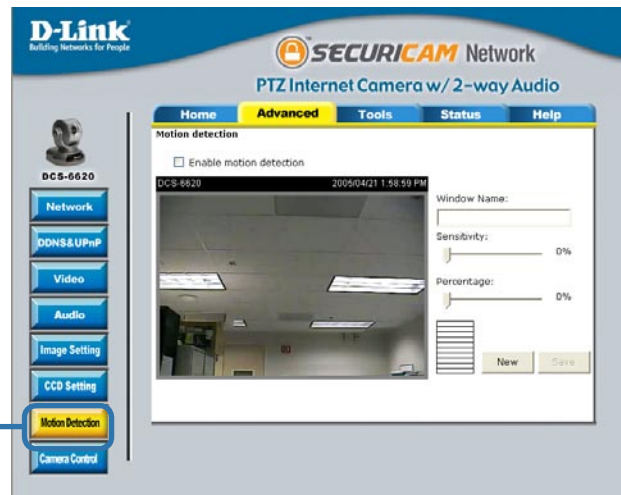 D-Link
Building Networks for People
SECURICAM Network
PTZ Internet Camera w/ 2-way Audio
Home Advanced Tools Status Help
DCS-6620
Network
DDNS&UPnP
Video
Audio
Image Setting
CCD Setting
Motion Detection
Camera Control
Motion detection
Enable motion detection
DCS-6620 2005/04/21 1:58:59 PM
Window Name:
Sensitivity:
0%
Percentage:
0%
New Save